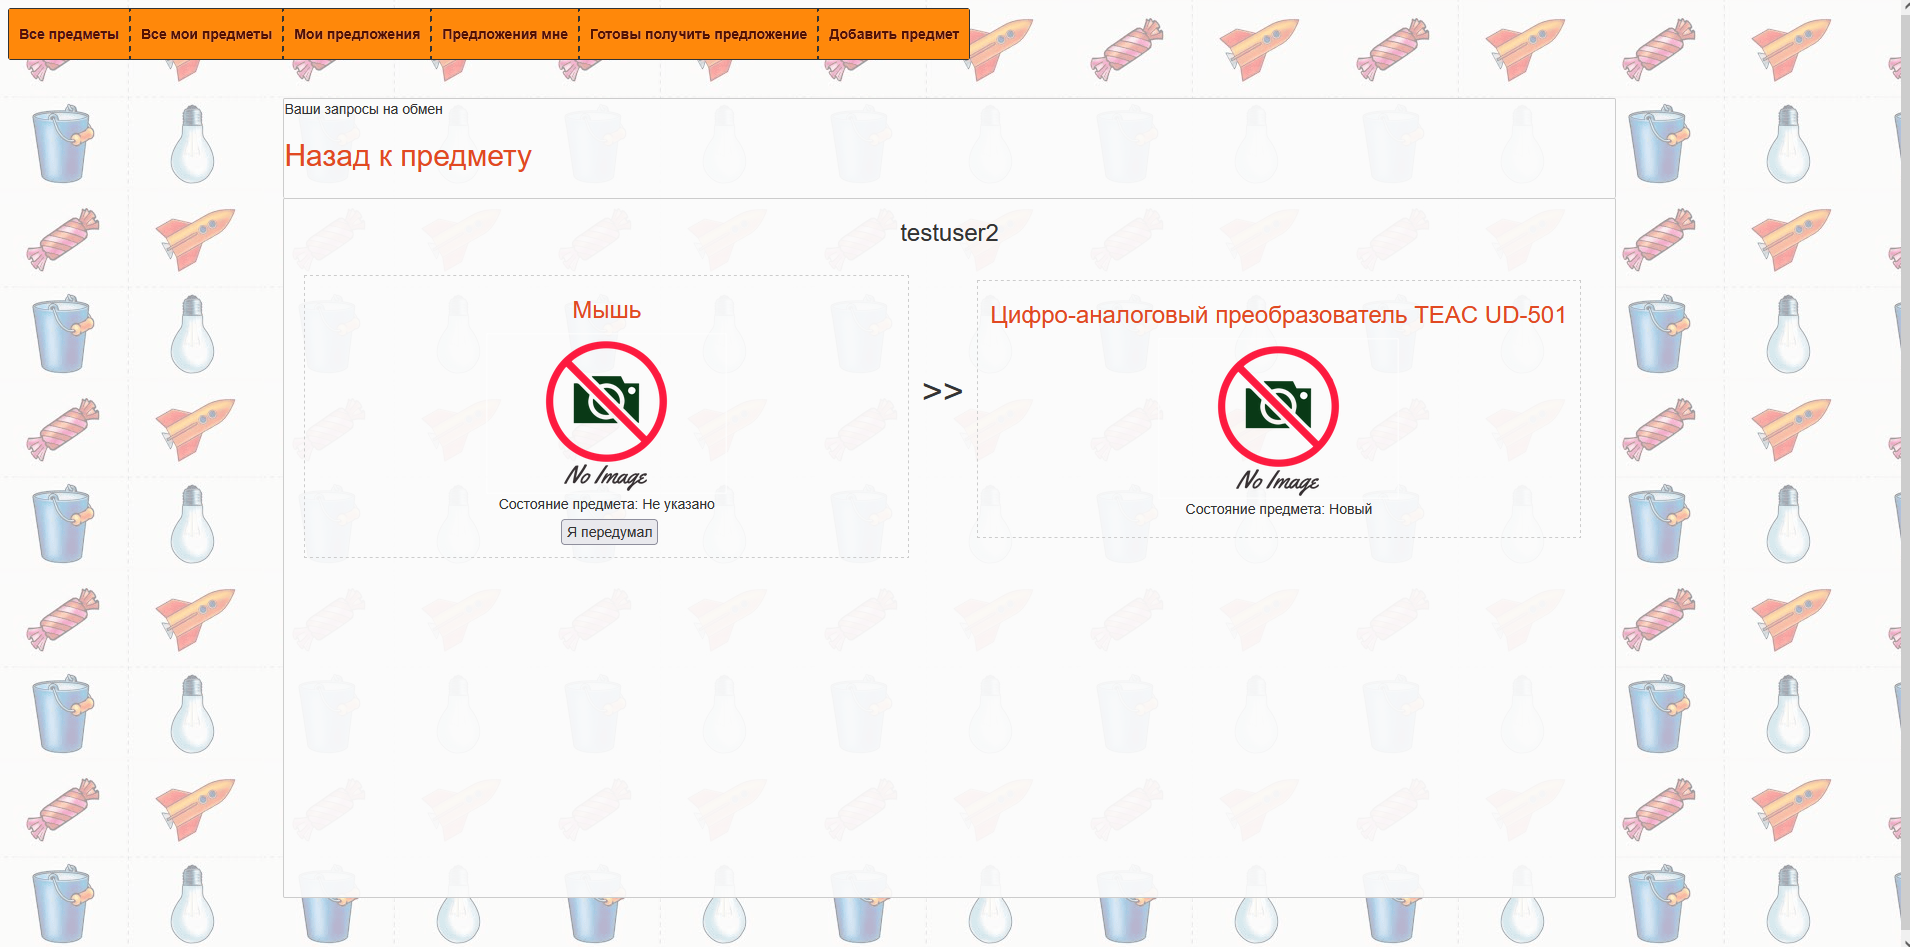 Все предметы
Все мои предметы
Мои предложения
Предложения мне
Готовы получить предложение
Добавить предмет
Ваши запросы на обмен
Назад к предмету
testuser2
Мышь
No Image
Состояние предмета: Не указано
Я передумал
>>
Цифро-аналоговый преобразователь TEAC UD-501
No Image
Состояние предмета: Новый